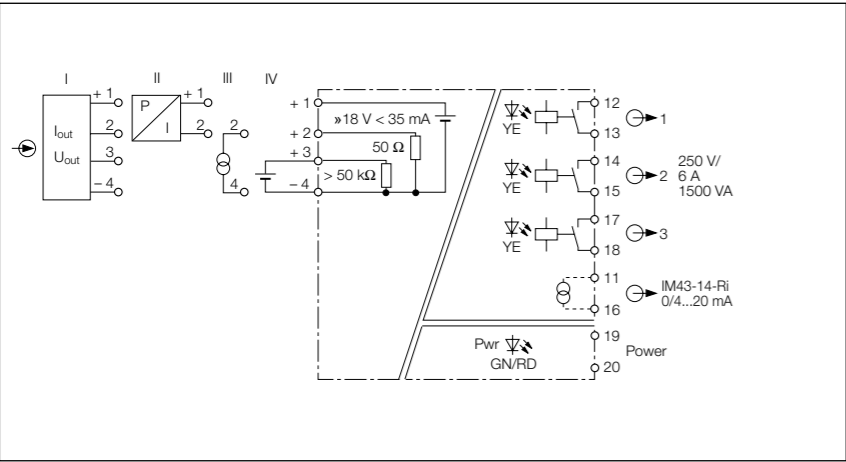 I II III IV
+ 1
2
3
– 4
Iout
Uout
P
I
+ 1
2
2
4
+ 1
+ 2
+ 3
– 4
»18 V < 35 mA
50 Ω
> 50 kΩ
YE
12
13
1
YE
14
15
2
250 V/
6 A
1500 VA
YE
17
18
3
11
16
IM43-14-Ri
0/4...20 mA
Pwr
GN/RD
19
20
Power